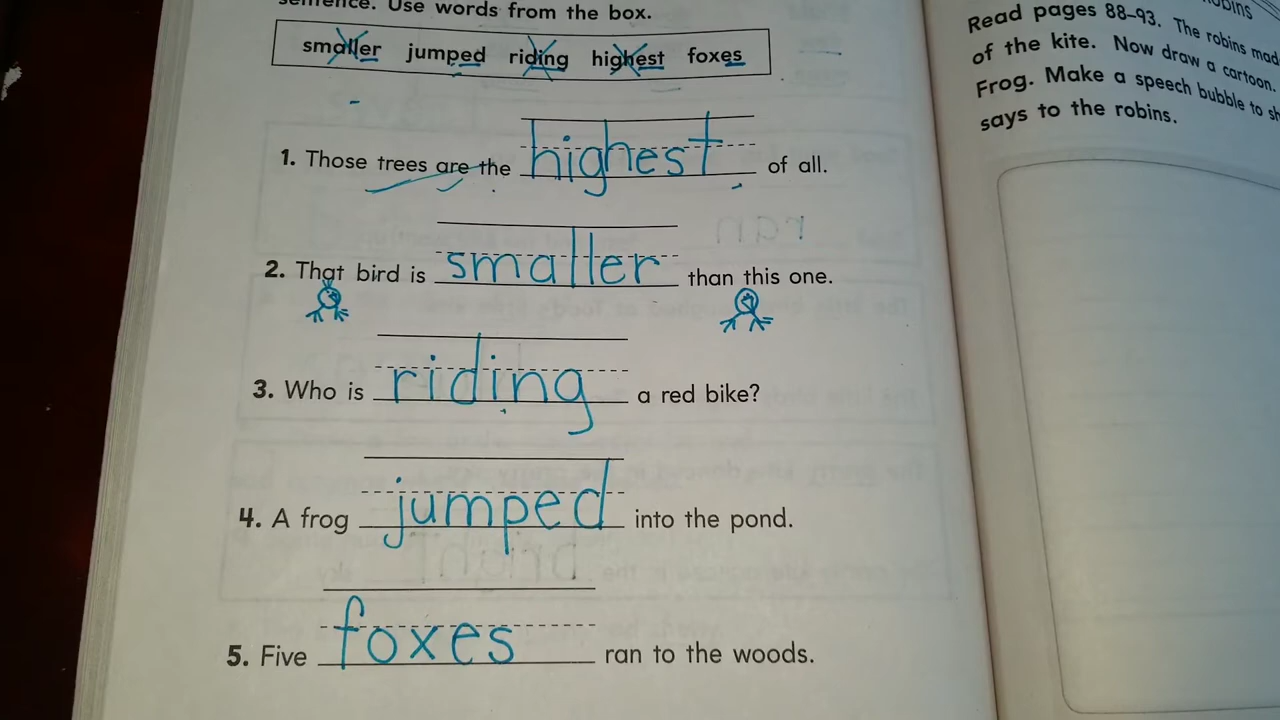 sentence. Use words from the box.
smaller jumped riding highest foxes
1. Those trees are the highest of all.
2. That bird is smaller than this one.
3. Who is riding a red bike?
4. A frog jumped into the pond.
5. Five foxes ran to the woods.
Read pages 88–93. The robins mad
of the kite. Now draw a cartoon.
Frog. Make a speech bubble to sh
says to the robins.